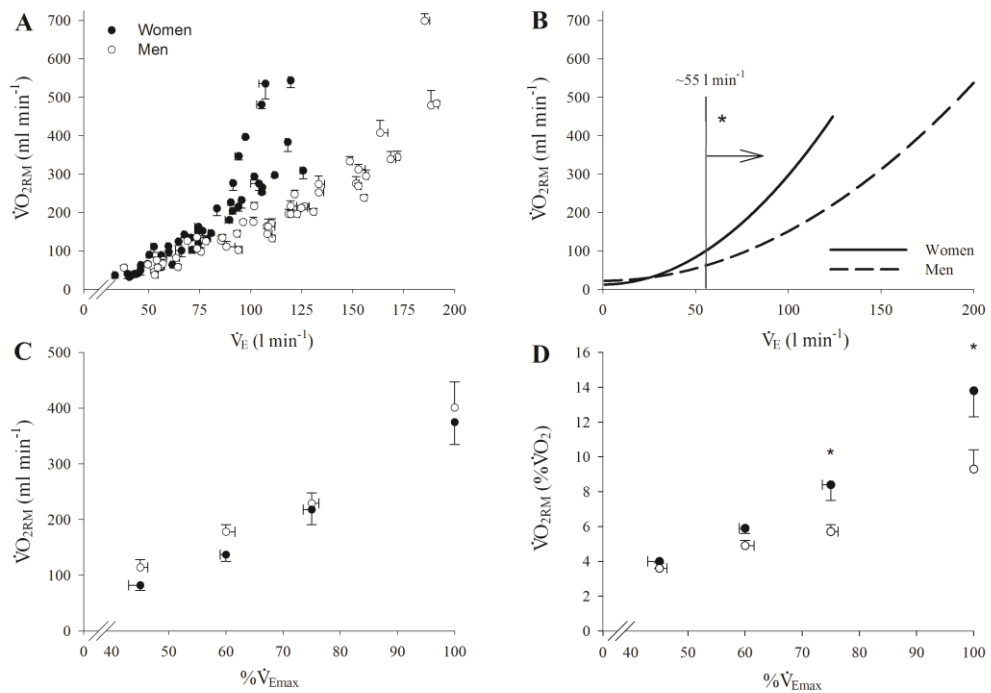 A
Women
Men
V̇O2RM (ml min-1)
700
600
500
400
300
200
100
0
50 75 100 125 150 175 200
V̇E (l min-1)
B
~55 l min-1
*
V̇O2RM (ml min-1)
700
600
500
400
300
200
100
0
Women
Men
0 50 100 150 200
V̇E (l min-1)
C
V̇O2RM (ml min-1)
500
400
300
200
100
0
40 50 60 70 80 90 100
%V̇Emax
D
*
*
V̇O2RM (%V̇O2)
16
14
12
10
8
6
4
2
0
30 40 50 60 70 80 90 100
%V̇Emax